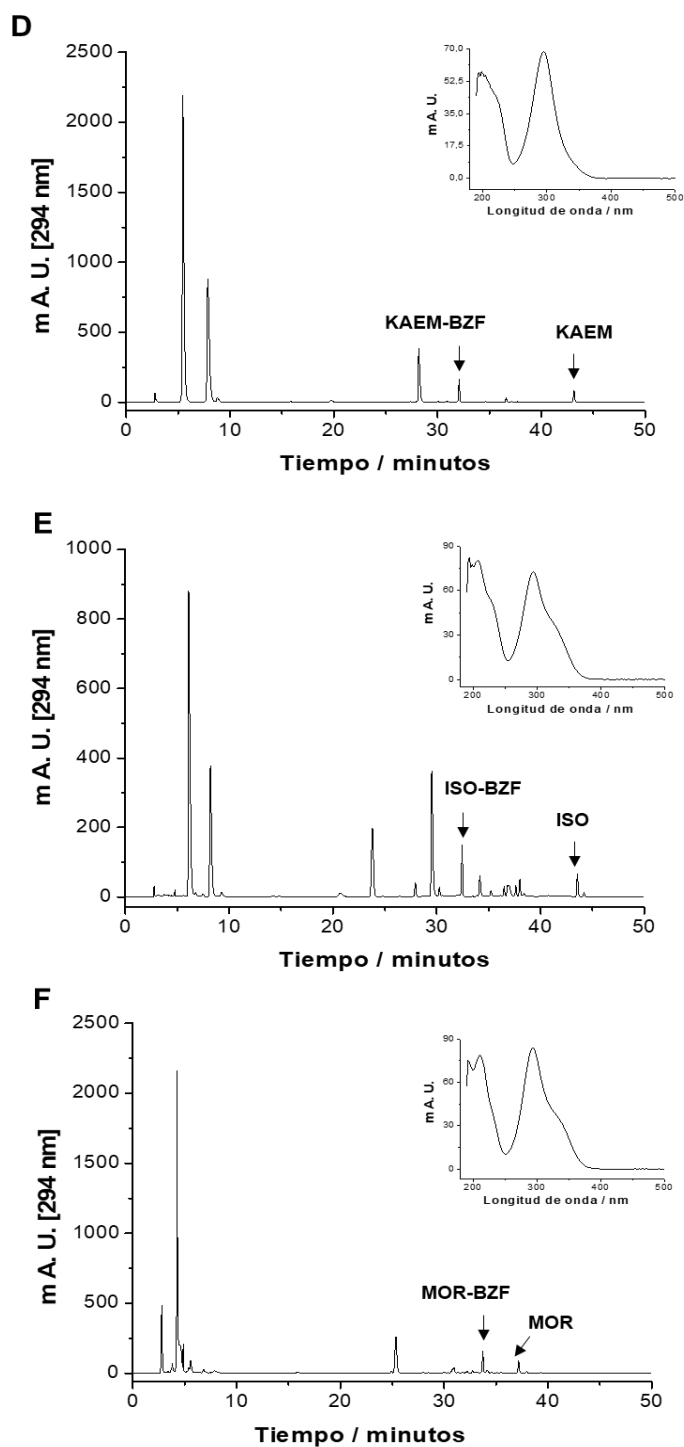 D
2500
2000
1500
1000
500
0
m A. U. [294 nm]
0 10 20 30 40 50
Tiempo / minutos
KAEM-BZF
KAEM
70,0
52,5
35,0
17,5
0,0
m A. U.
200 300 400 500
Longitud de onda / nm
E
1000
800
600
400
200
0
m A. U. [294 nm]
0 10 20 30 40 50
Tiempo / minutos
ISO-BZF
ISO
90
60
30
0
m A. U.
200 300 400 500
Longitud de onda / nm
F
2500
2000
1500
1000
500
0
m A. U. [294 nm]
0 10 20 30 40 50
Tiempo / minutos
MOR-BZF
MOR
90
60
30
0
m A. U.
200 300 400 500
Longitud de onda / nm